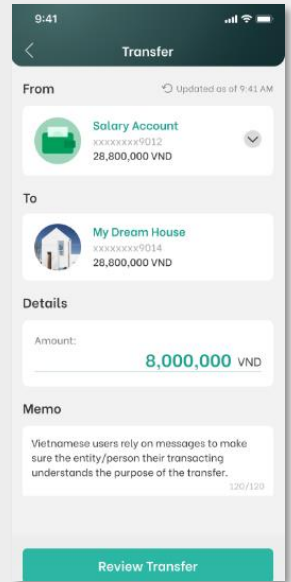 9:41
Transfer
From
Updated as of 9:41 AM
Salary Account
xxxxxxxx9012
28,800,000 VND
To
My Dream House
xxxxxxxx9014
28,800,000 VND
Details
Amount:
8,000,000 VND
Memo
Vietnamese users rely on messages to make
sure the entity/person their transacting
understands the purpose of the transfer.
120/120
Review Transfer